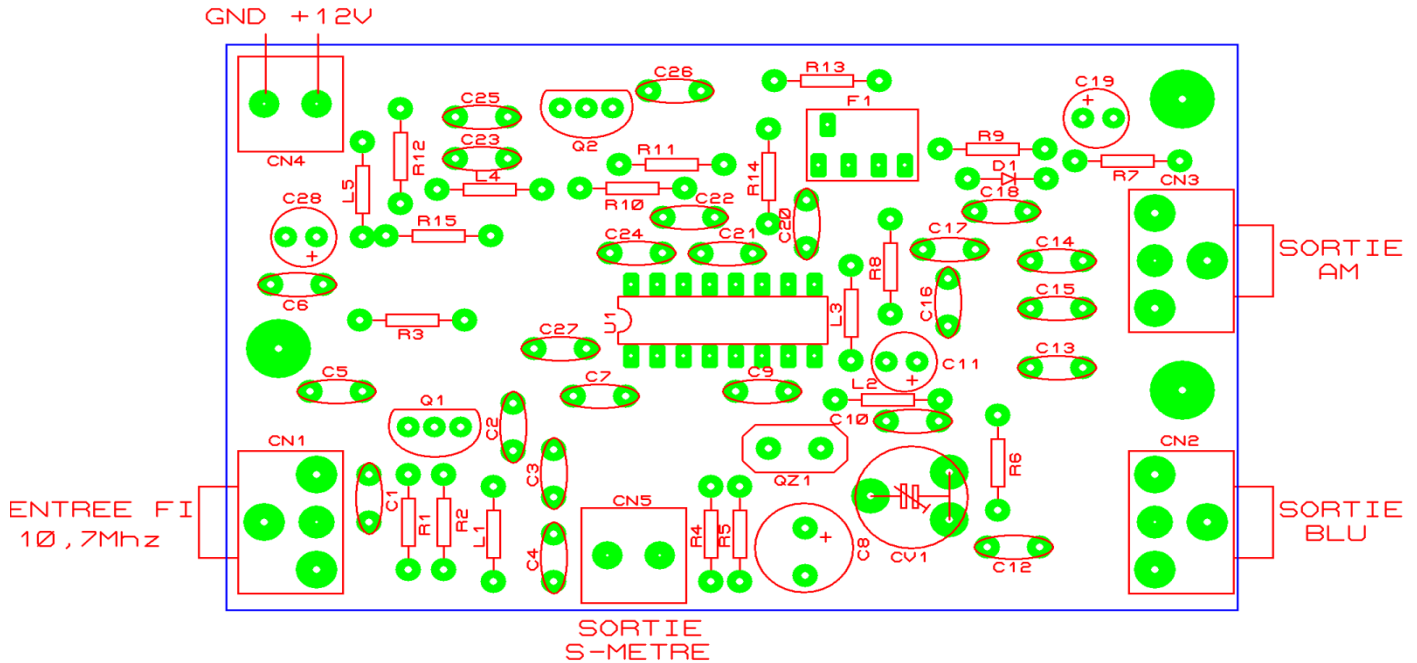 GND +12V
C26
R13
C19
C25
F1
Q2
R12
C23
R9
CN4
R11
D1
R7
L5
L4
R14
CN3
C28
R10
C22
C18
C20
R15
C24
C21
C17
C14
SORTIE
AM
R8
C6
C16
C15
U1
L3
R3
C27
C13
C11
C5
C7
C9
L2
Q1
C2
C10
CN1
CN2
R6
C3
QZ1
C1
CN5
ENTREE FI
10,7Mhz
R1
R2
L1
R4
R5
+
C8
CV1
SORTIE
BLU
C4
C12
SORTIE
S-METRE